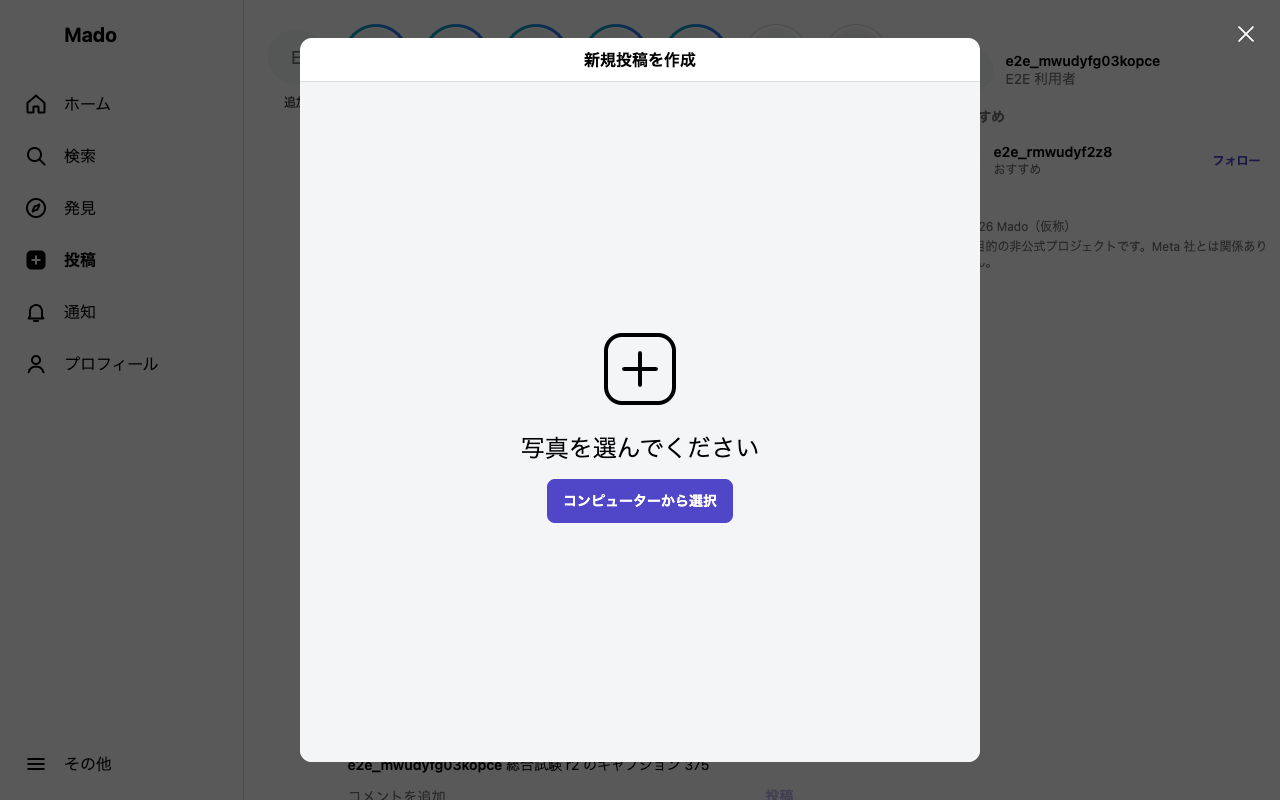 Mado
ホーム
検索
発見
投稿
通知
プロフィール
その他
新規投稿を作成
写真を選んでください
コンピューターから選択
e2e_mwudyfg03kopce
E2E 利用者
すめ
e2e_rmwudyf2z8
おすすめ
フォロー
26 Mado（仮称）
目的の非公式プロジェクトです。Meta 社とは関係あり
ん。
e2e_mwudyfg03kopce 総合試験 r2 のキャプション 375
コメントを追加
投稿